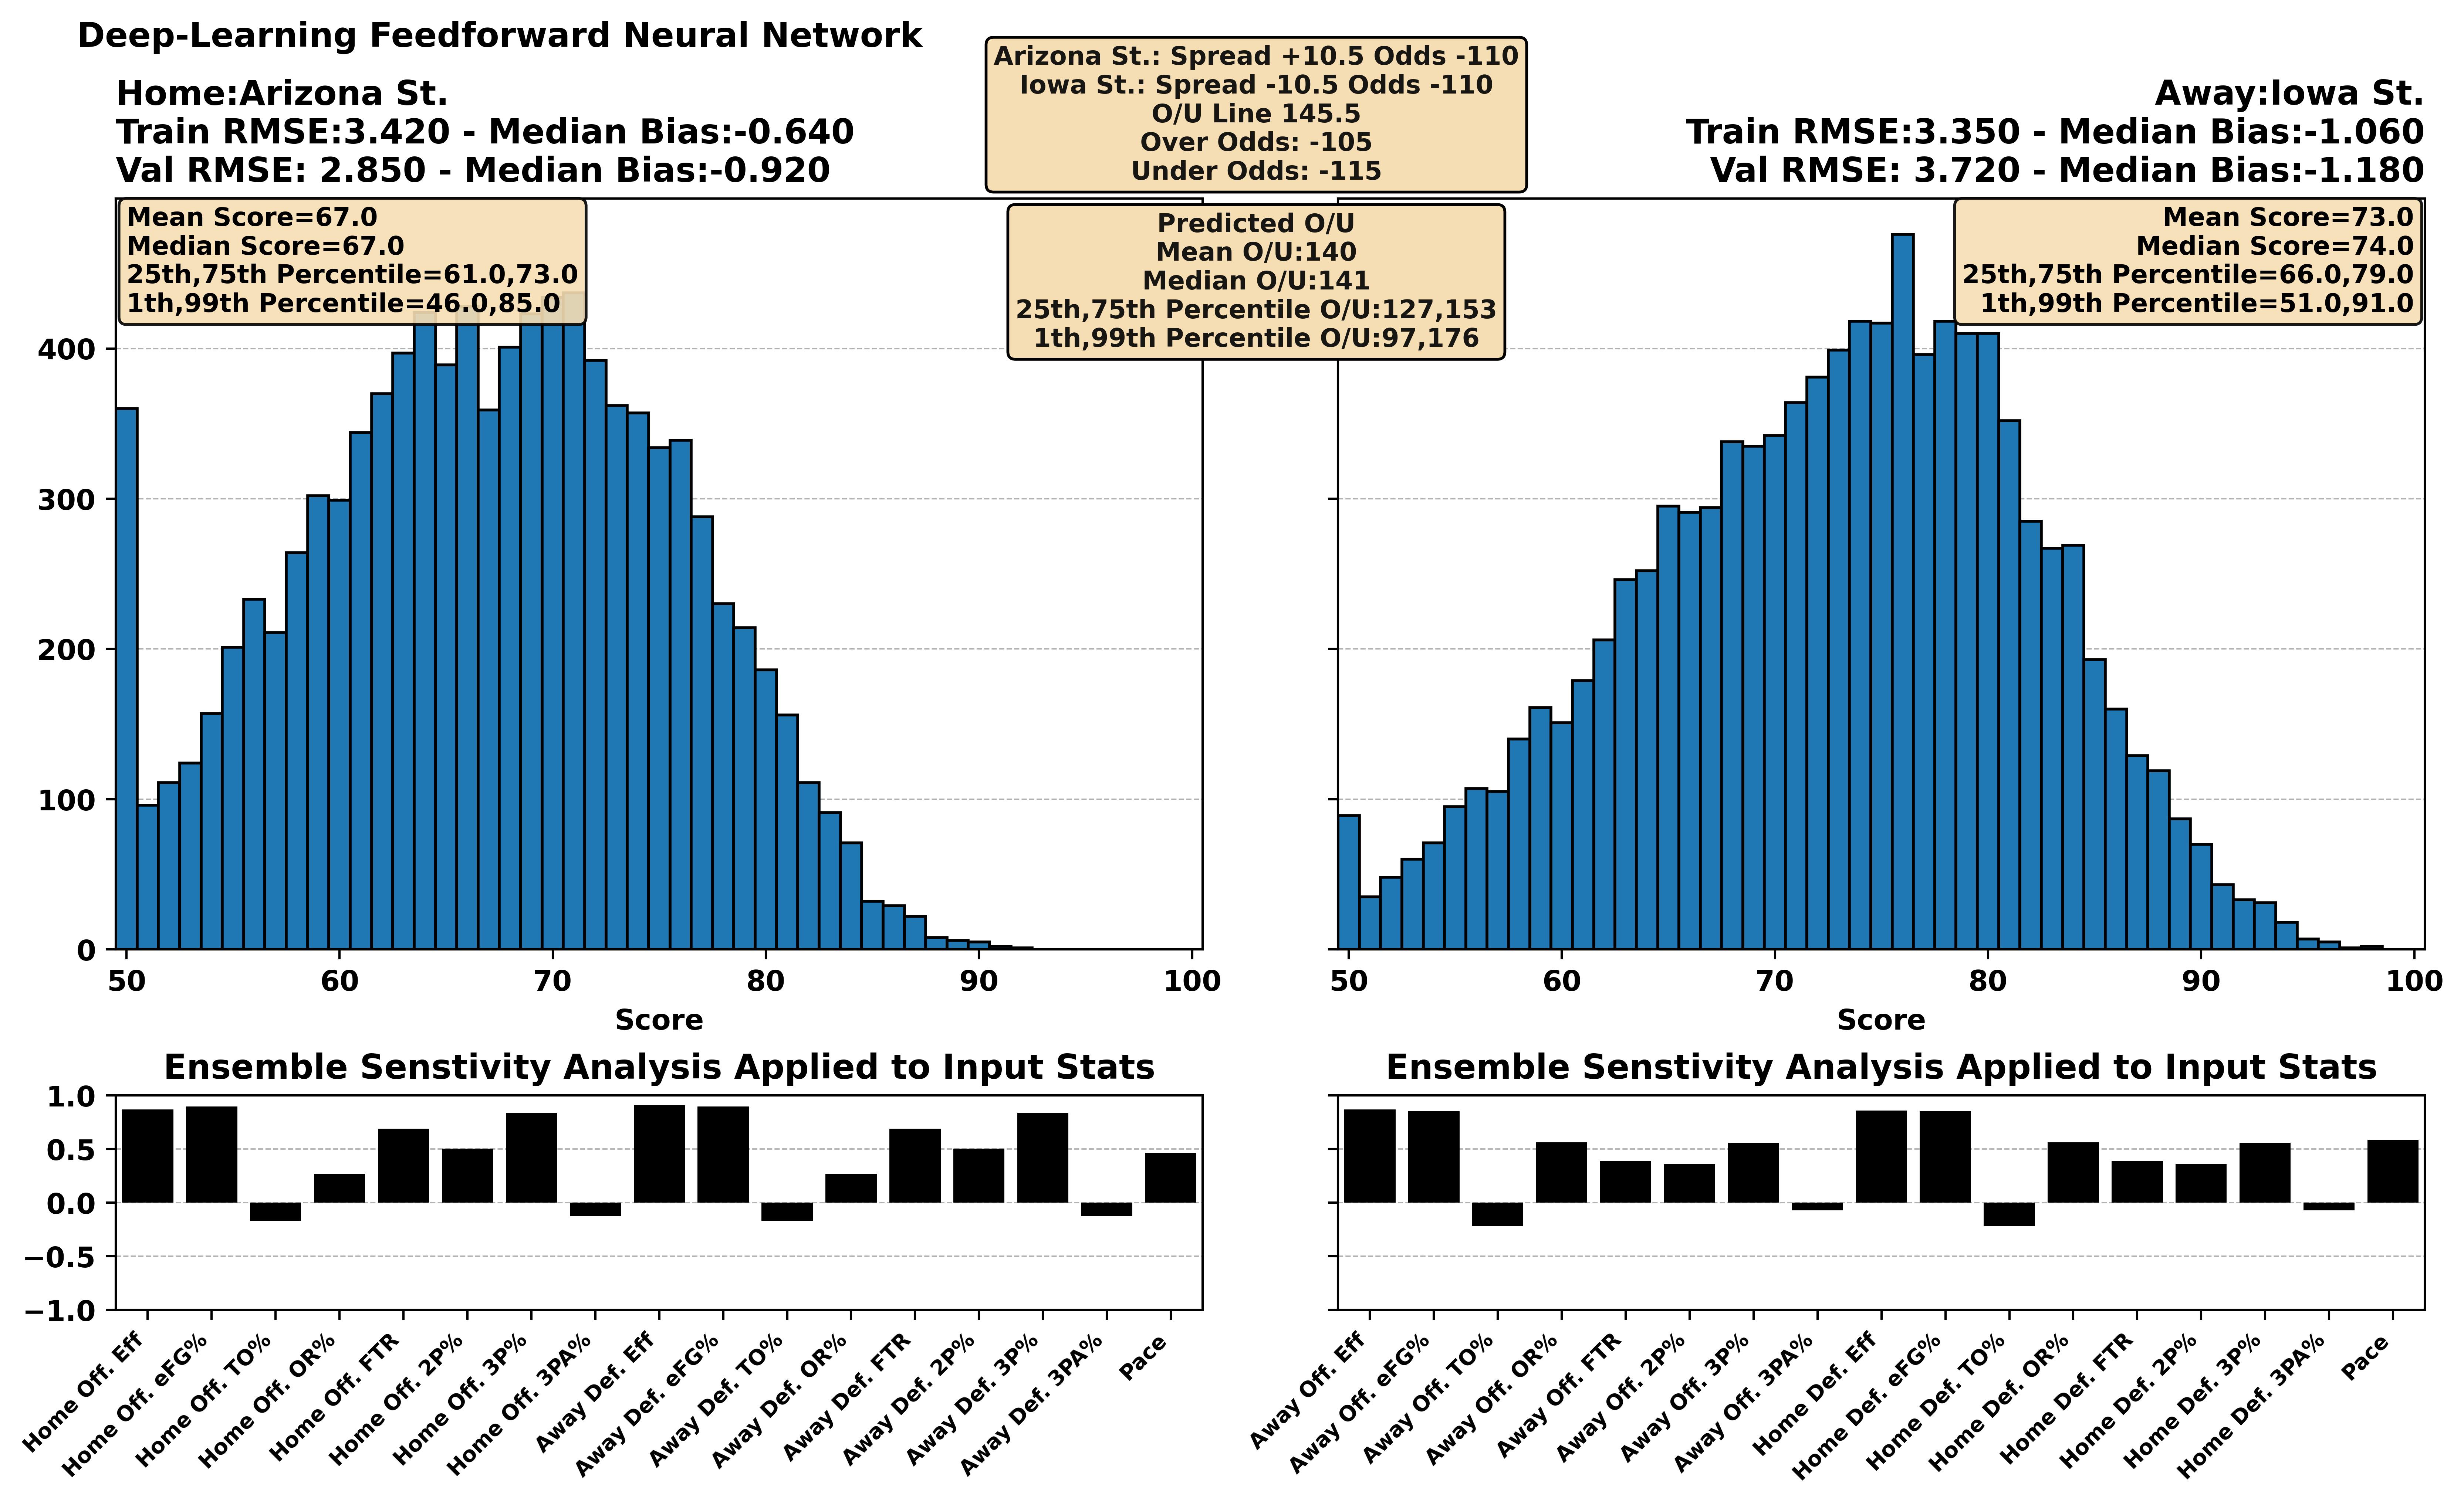 Deep-Learning Feedforward Neural Network
Home:Arizona St.
Train RMSE:3.420 - Median Bias:-0.640
Val RMSE: 2.850 - Median Bias:-0.920
Arizona St.: Spread +10.5 Odds -110
Iowa St.: Spread -10.5 Odds -110
O/U Line 145.5
Over Odds: -105
Under Odds: -115
Away:Iowa St.
Train RMSE:3.350 - Median Bias:-1.060
Val RMSE: 3.720 - Median Bias:-1.180
Mean Score=67.0
Median Score=67.0
25th,75th Percentile=61.0,73.0
1th,99th Percentile=46.0,85.0
Predicted O/U
Mean O/U:140
Median O/U:141
25th,75th Percentile O/U:127,153
1th,99th Percentile O/U:97,176
Mean Score=73.0
Median Score=74.0
25th,75th Percentile=66.0,79.0
1th,99th Percentile=51.0,91.0
400
300
200
100
0
50 60 70 80 90 100
Score
50 60 70 80 90 100
Score
Ensemble Senstivity Analysis Applied to Input Stats
1.0
0.5
0.0
−0.5
−1.0
Home Off. Eff
Home Off. eFG%
Home Off. TO%
Home Off. OR%
Home Off. FTR
Home Off. 2P%
Home Off. 3P%
Home Off. 3PA%
Away Def. Eff
Away Def. eFG%
Away Def. TO%
Away Def. OR%
Away Def. FTR
Away Def. 2P%
Away Def. 3P%
Away Def. 3PA%
Pace
Ensemble Senstivity Analysis Applied to Input Stats
Away Off. Eff
Away Off. eFG%
Away Off. TO%
Away Off. OR%
Away Off. FTR
Away Off. 2P%
Away Off. 3P%
Away Off. 3PA%
Home Def. Eff
Home Def. eFG%
Home Def. TO%
Home Def. OR%
Home Def. FTR
Home Def. 2P%
Home Def. 3P%
Home Def. 3PA%
Pace